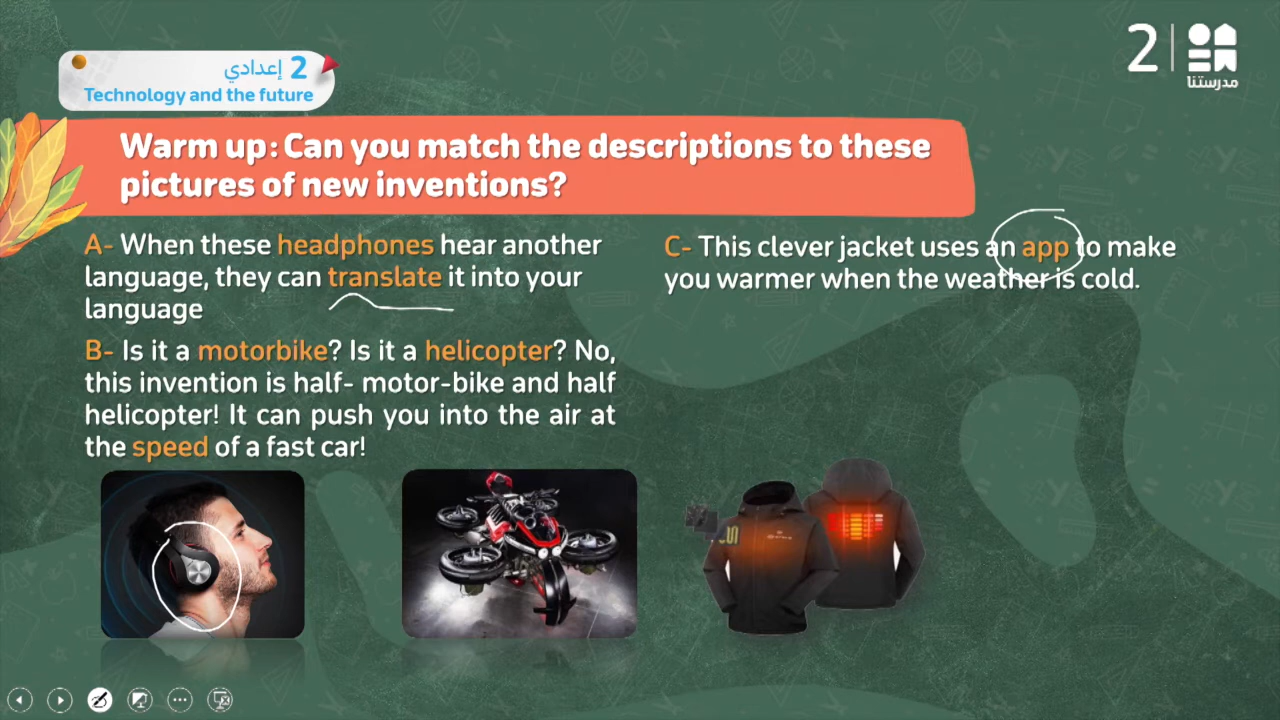 2
مدرستنا
2 إعدادي
Technology and the future
Warm up: Can you match the descriptions to these
pictures of new inventions?
A- When these headphones hear another
language, they can translate it into your
language
B- Is it a motorbike? Is it a helicopter? No,
this invention is half- motor-bike and half
helicopter! It can push you into the air at
the speed of a fast car!
C- This clever jacket uses an app to make
you warmer when the weather is cold.